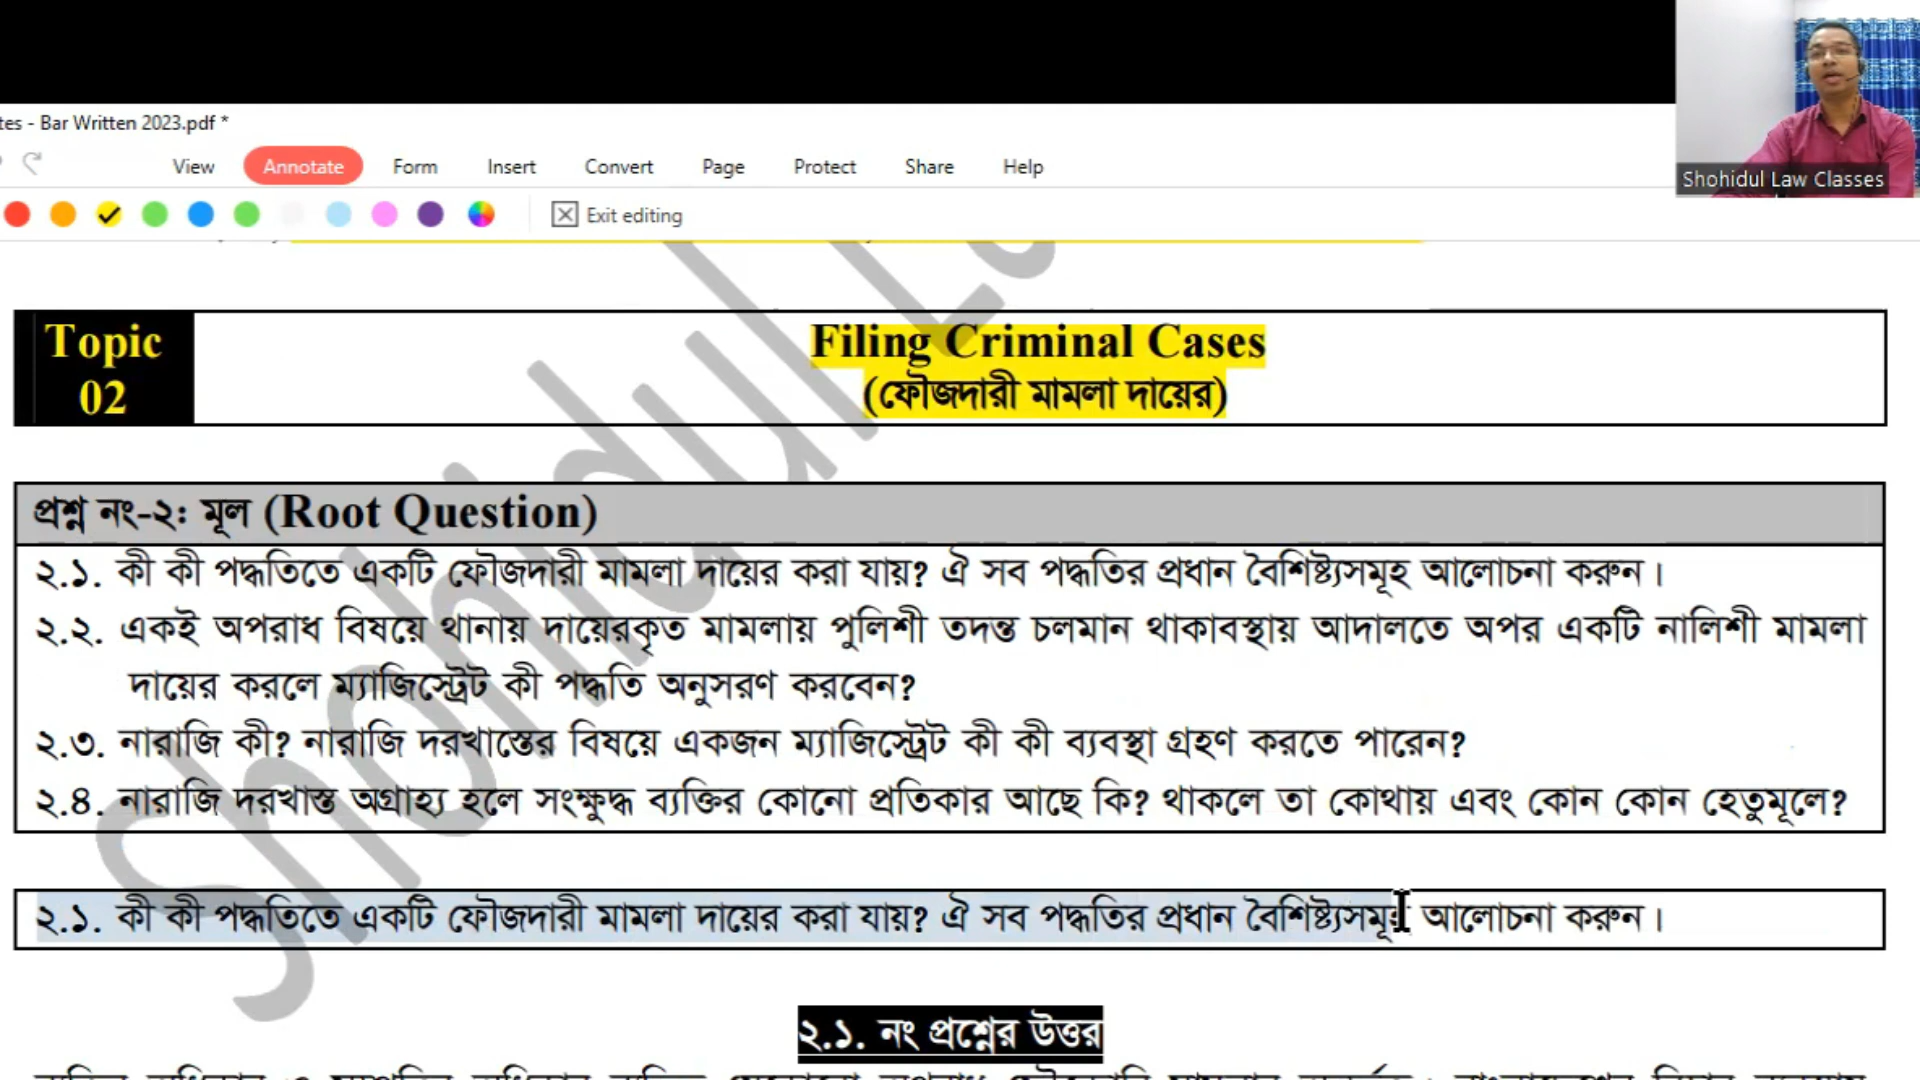 Shohidul Law Classes
tes - Bar Written 2023.pdf *
View Annotate Form Insert Convert Page Protect Share Help
Exit editing
Topic 02
Filing Criminal Cases
(ফৌজদারী মামলা দায়ের)
প্রশ্ন নং-২: মূল (Root Question)
২.১. কী কী পদ্ধতিতে একটি ফৌজদারী মামলা দায়ের করা যায়? ঐ সব পদ্ধতির প্রধান বৈশিষ্ট্যসমূহ আলোচনা করুন।
২.২. একই অপরাধ বিষয়ে থানায় দায়েরকৃত মামলায় পুলিশী তদন্ত চলমান থাকাবস্থায় আদালতে অপর একটি নালিশী মামলা
দায়ের করলে ম্যাজিস্ট্রেট কী পদ্ধতি অনুসরণ করবেন?
২.৩. নারাজি কী? নারাজি দরখাস্তের বিষয়ে একজন ম্যাজিস্ট্রেট কী কী ব্যবস্থা গ্রহণ করতে পারেন?
২.৪. নারাজি দরখাস্ত অগ্রাহ্য হলে সংক্ষুদ্ধ ব্যক্তির কোনো প্রতিকার আছে কি? থাকলে তা কোথায় এবং কোন কোন হেতুমূলে?
২.১. কী কী পদ্ধতিতে একটি ফৌজদারী মামলা দায়ের করা যায়? ঐ সব পদ্ধতির প্রধান বৈশিষ্ট্যসমূহ আলোচনা করুন।
২.১. নং প্রশ্নের উত্তর